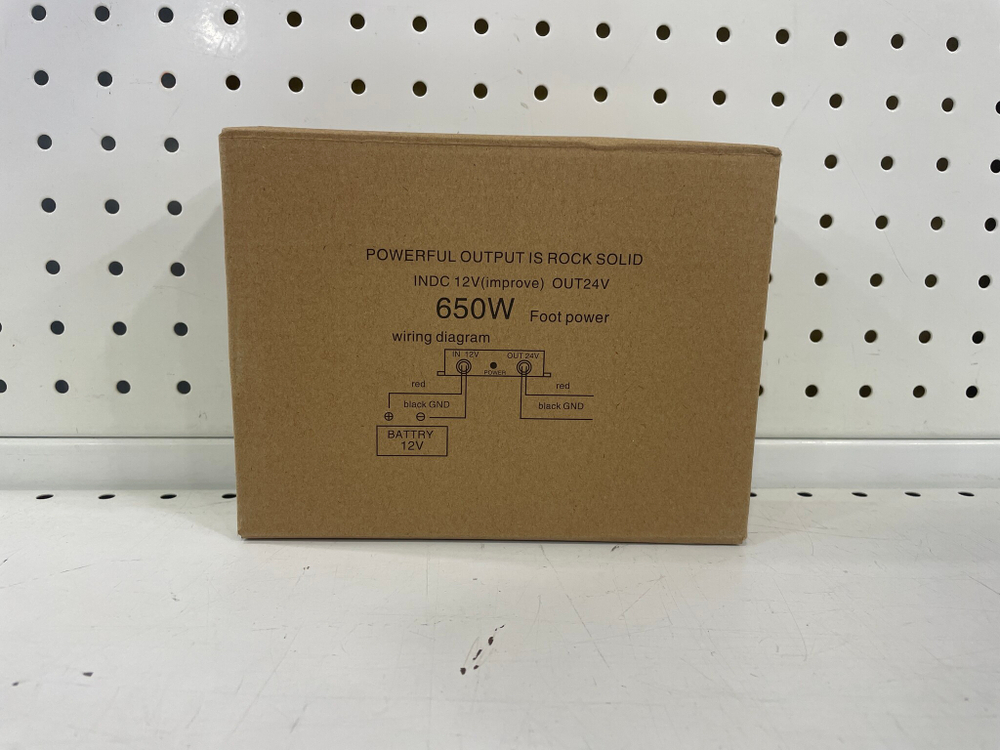 POWERFUL OUTPUT IS ROCK SOLID
INDC 12V(improve) OUT24V
650W Foot power
wiring diagram
IN 12V OUT 24V
POWER
red red
black GND black GND
⊕ ⊖
BATTRY
12V